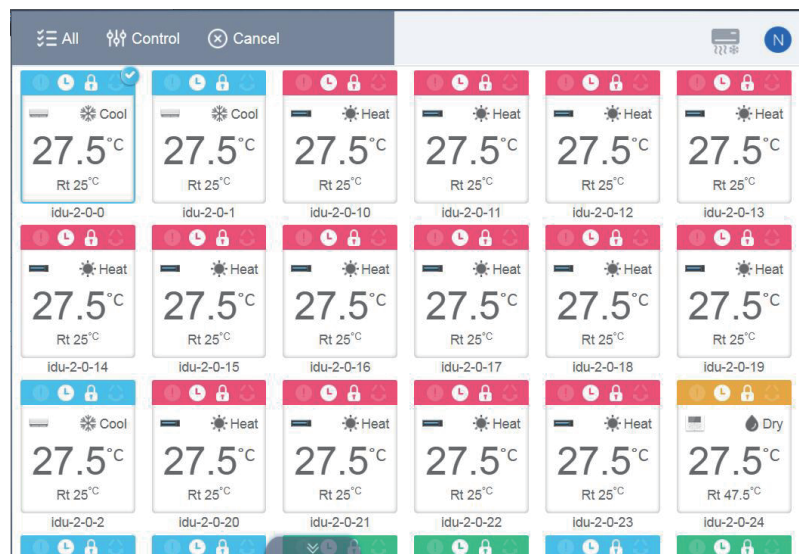 All Control Cancel N
Cool Cool Heat Heat Heat Heat
27.5°C 27.5°C 27.5°C 27.5°C 27.5°C 27.5°C
Rt 25°C Rt 25°C Rt 25°C Rt 25°C Rt 25°C Rt 25°C
idu-2-0-0 idu-2-0-1 idu-2-0-10 idu-2-0-11 idu-2-0-12 idu-2-0-13
Heat Heat Heat Heat Heat Heat
27.5°C 27.5°C 27.5°C 27.5°C 27.5°C 27.5°C
Rt 25°C Rt 25°C Rt 25°C Rt 25°C Rt 25°C Rt 25°C
idu-2-0-14 idu-2-0-15 idu-2-0-16 idu-2-0-17 idu-2-0-18 idu-2-0-19
Cool Heat Heat Heat Heat Dry
27.5°C 27.5°C 27.5°C 27.5°C 27.5°C 27.5°C
Rt 25°C Rt 25°C Rt 25°C Rt 25°C Rt 25°C Rt 47.5°C
idu-2-0-2 idu-2-0-20 idu-2-0-21 idu-2-0-22 idu-2-0-23 idu-2-0-24